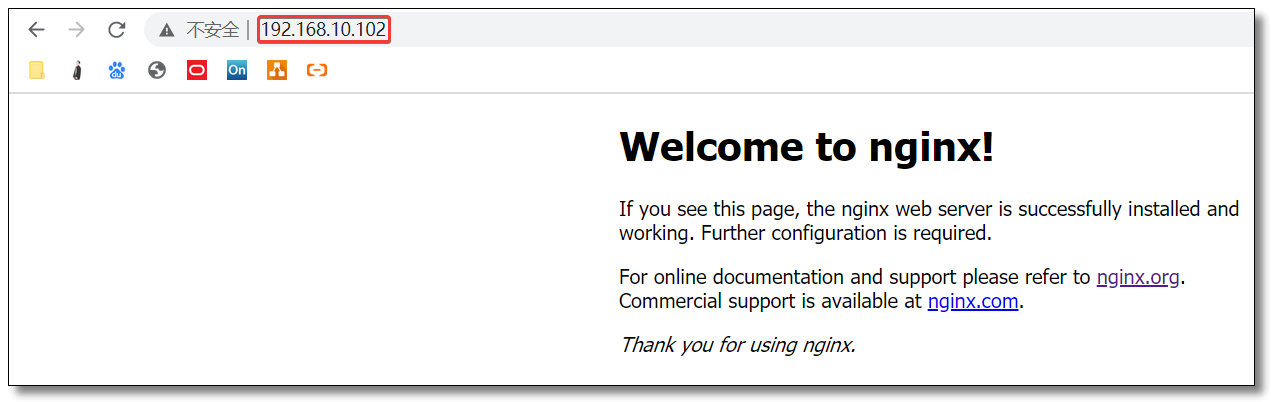 不安全 | 192.168.10.102
du On
Welcome to nginx!
If you see this page, the nginx web server is successfully installed and
working. Further configuration is required.
For online documentation and support please refer to nginx.org.
Commercial support is available at nginx.com.
Thank you for using nginx.